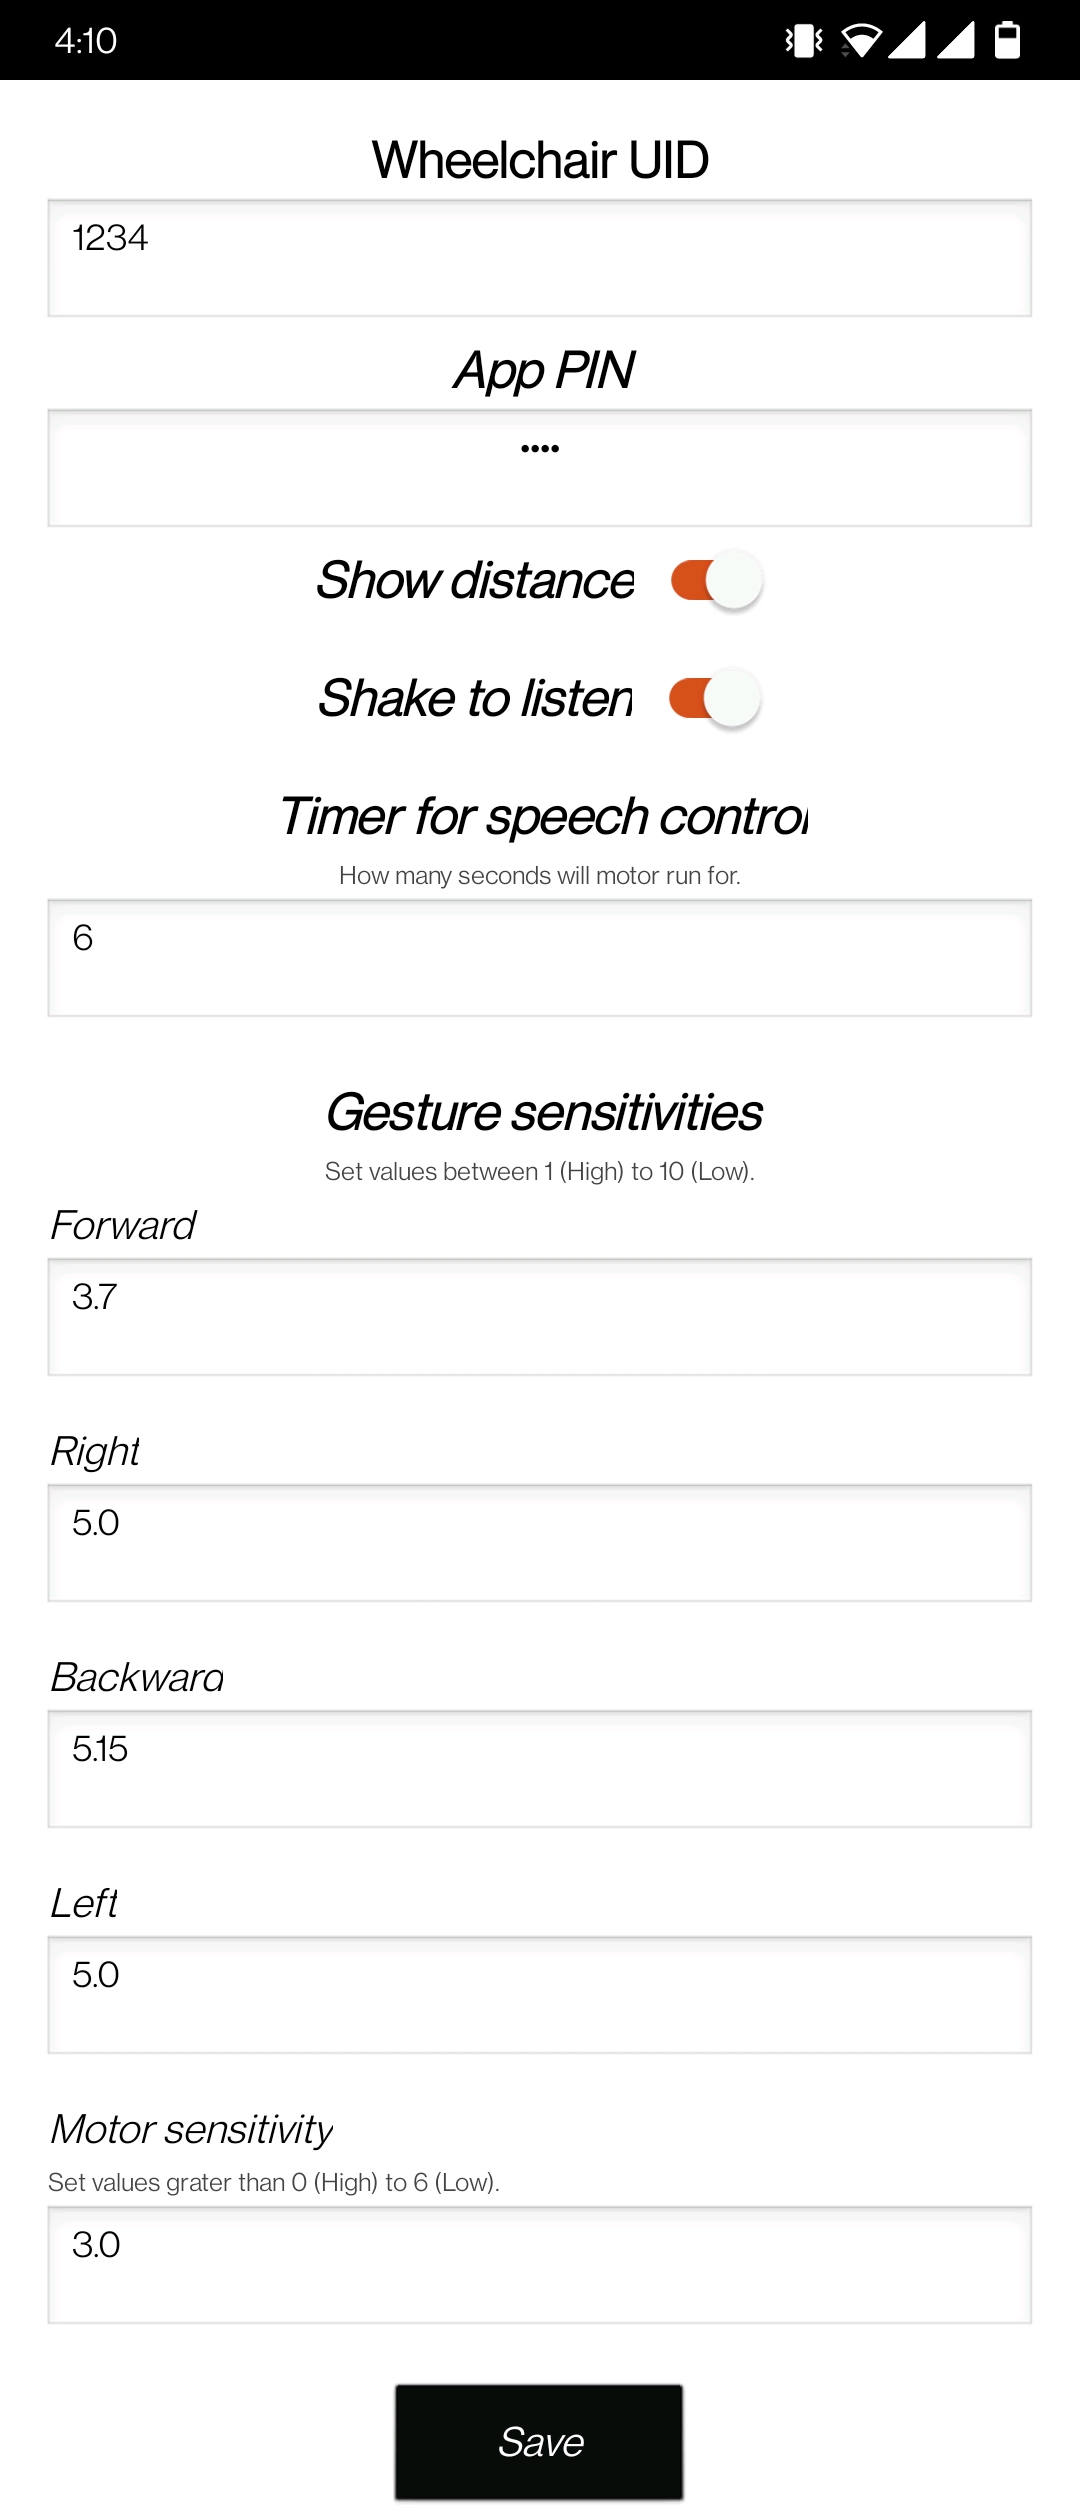 4:10
Wheelchair UID
1234
App PIN
••••
Show distance
Shake to listen
Timer for speech control
How many seconds will motor run for.
6
Gesture sensitivities
Set values between 1 (High) to 10 (Low).
Forward
3.7
Right
5.0
Backward
5.15
Left
5.0
Motor sensitivity
Set values grater than 0 (High) to 6 (Low).
3.0
Save